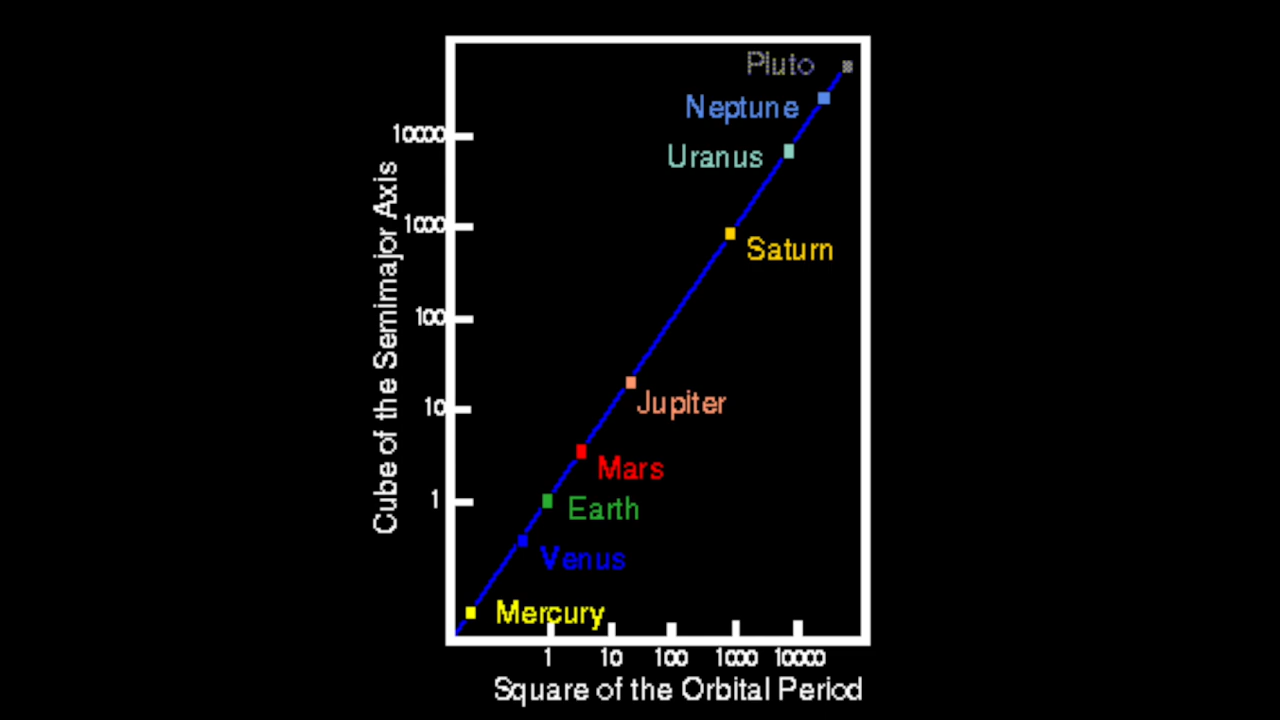 Pluto
Neptune
10000
Uranus
1000
Saturn
Cube of the Semimajor Axis
100
10
Jupiter
Mars
1
Earth
Venus
Mercury
1 10 100 1000 10000
Square of the Orbital Period